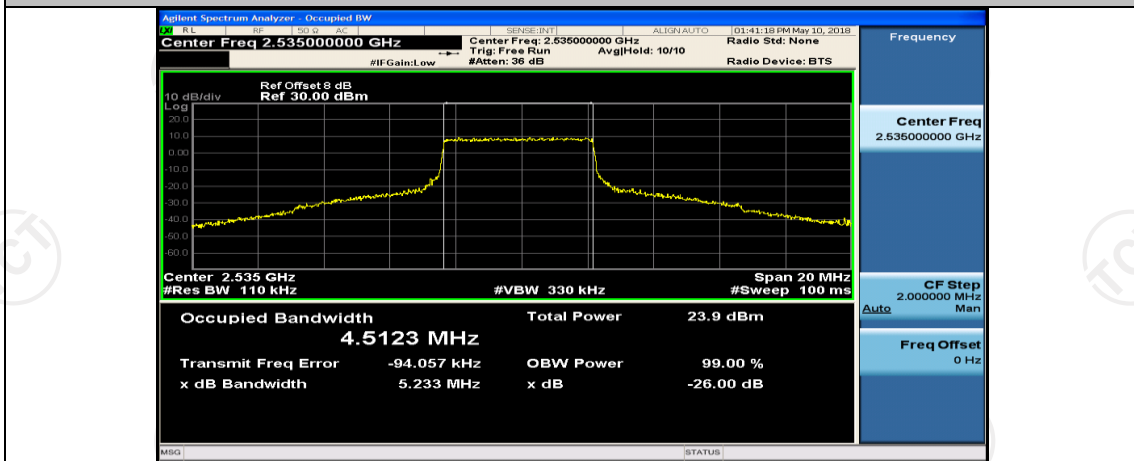 Agilent Spectrum Analyzer - Occupied BW
LXI RL RF 50 Ω AC SENSE:INT ALIGNAUTO 01:41:18 PM May 10, 2018
Center Freq 2.535000000 GHz Center Freq: 2.535000000 GHz Radio Std: None
Trig: Free Run Avg|Hold: 10/10
#IFGain:Low #Atten: 36 dB Radio Device: BTS
Ref Offset 8 dB
10 dB/div Ref 30.00 dBm
Log
20.0
10.0
0.00
-10.0
-20.0
-30.0
-40.0
-50.0
-60.0
Center 2.535 GHz Span 20 MHz
#Res BW 110 kHz #VBW 330 kHz #Sweep 100 ms
Occupied Bandwidth Total Power 23.9 dBm
4.5123 MHz
Transmit Freq Error -94.057 kHz OBW Power 99.00 %
x dB Bandwidth 5.233 MHz x dB -26.00 dB
MSG STATUS
Frequency
Center Freq
2.535000000 GHz
CF Step
2.000000 MHz
Auto Man
Freq Offset
0 Hz
TCT
TCT